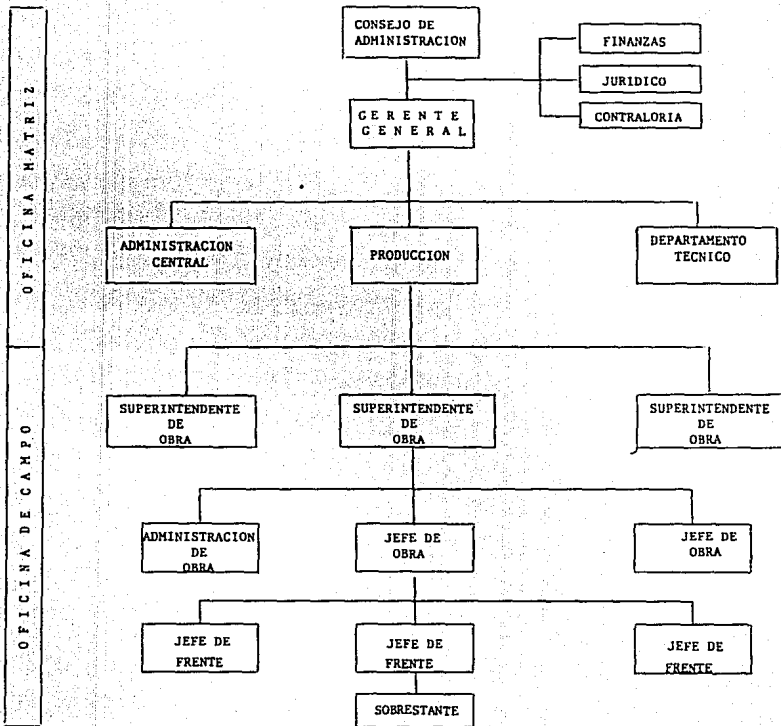 CONSEJO DE
ADMINISTRACION
FINANZAS
JURIDICO
CONTRALORIA
GERENTE
GENERAL
OFICINA MATRIZ
ADMINISTRACION
CENTRAL
PRODUCCION
DEPARTAMENTO
TECNICO
OFICINA DE CAMPO
SUPERINTENDENTE
DE
OBRA
SUPERINTENDENTE
DE
OBRA
SUPERINTENDENTE
DE
OBRA
ADMINISTRACION
DE
OBRA
JEFE DE
OBRA
JEFE DE
OBRA
JEFE DE
FRENTE
JEFE DE
FRENTE
JEFE DE
FRENTE
SOBRESTANTE